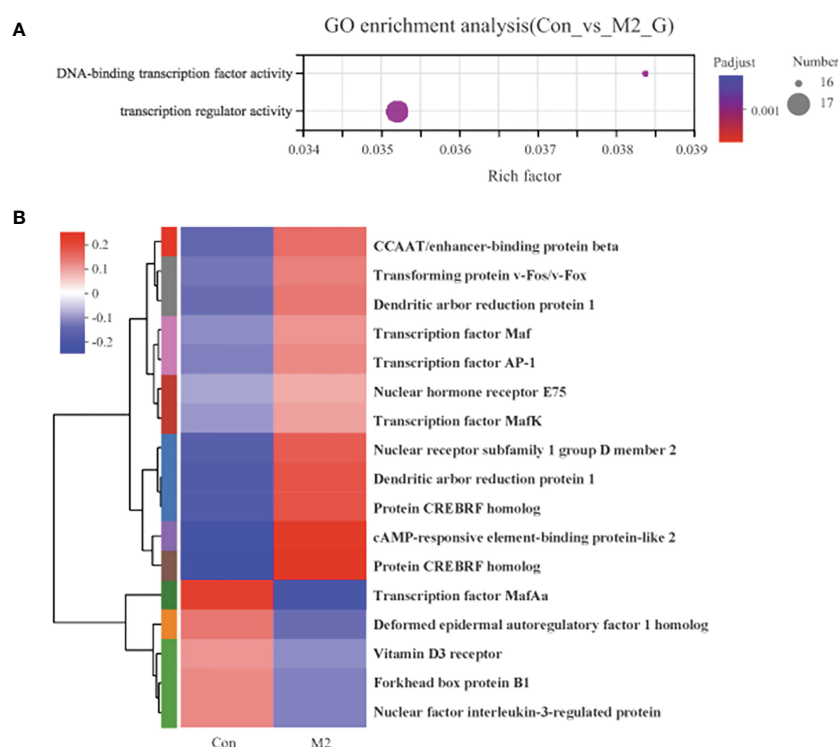 A
GO enrichment analysis(Con_vs_M2_G)
DNA-binding transcription factor activity
transcription regulator activity
0.034 0.035 0.036 0.037 0.038 0.039
Rich factor
Padjust
0.001
Number
16
17
B
0.2
0.1
0
-0.1
-0.2
CCAAT/enhancer-binding protein beta
Transforming protein v-Fos/v-Fox
Dendritic arbor reduction protein 1
Transcription factor Maf
Transcription factor AP-1
Nuclear hormone receptor E75
Transcription factor MafK
Nuclear receptor subfamily 1 group D member 2
Dendritic arbor reduction protein 1
Protein CREBRF homolog
cAMP-responsive element-binding protein-like 2
Protein CREBRF homolog
Transcription factor MafAa
Deformed epidermal autoregulatory factor 1 homolog
Vitamin D3 receptor
Forkhead box protein B1
Nuclear factor interleukin-3-regulated protein
Con M2